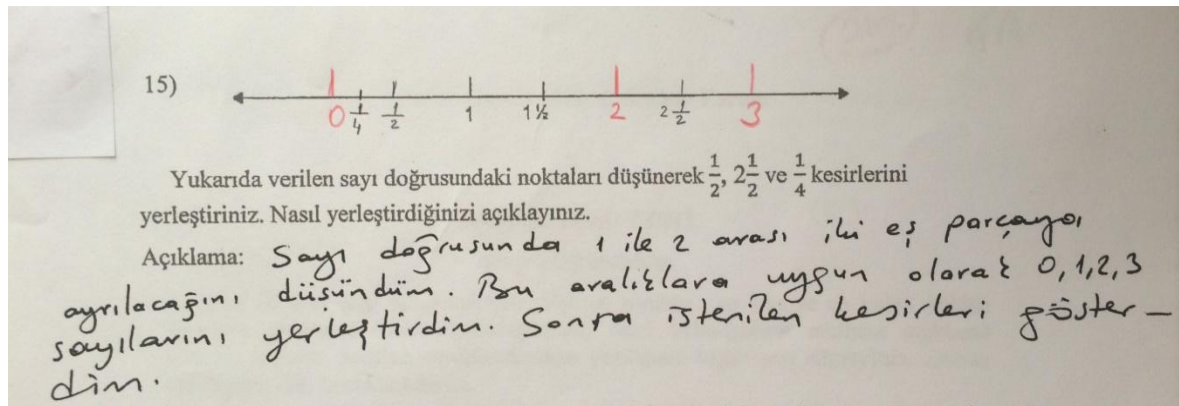 15)
0 1/4 1/2 1 1½ 2 2 1/2 3
Yukarıda verilen sayı doğrusundaki noktaları düşünerek 1/2, 2 1/2 ve 1/4 kesirlerini
yerleştiriniz. Nasıl yerleştirdiğinizi açıklayınız.
Açıklama: Sayı doğrusunda 1 ile 2 arası iki eş parçaya
ayrılacağını düşündüm. Bu aralıklara uygun olarak 0,1,2,3
sayılarını yerleştirdim. Sonra istenilen kesirleri göster-
dim.